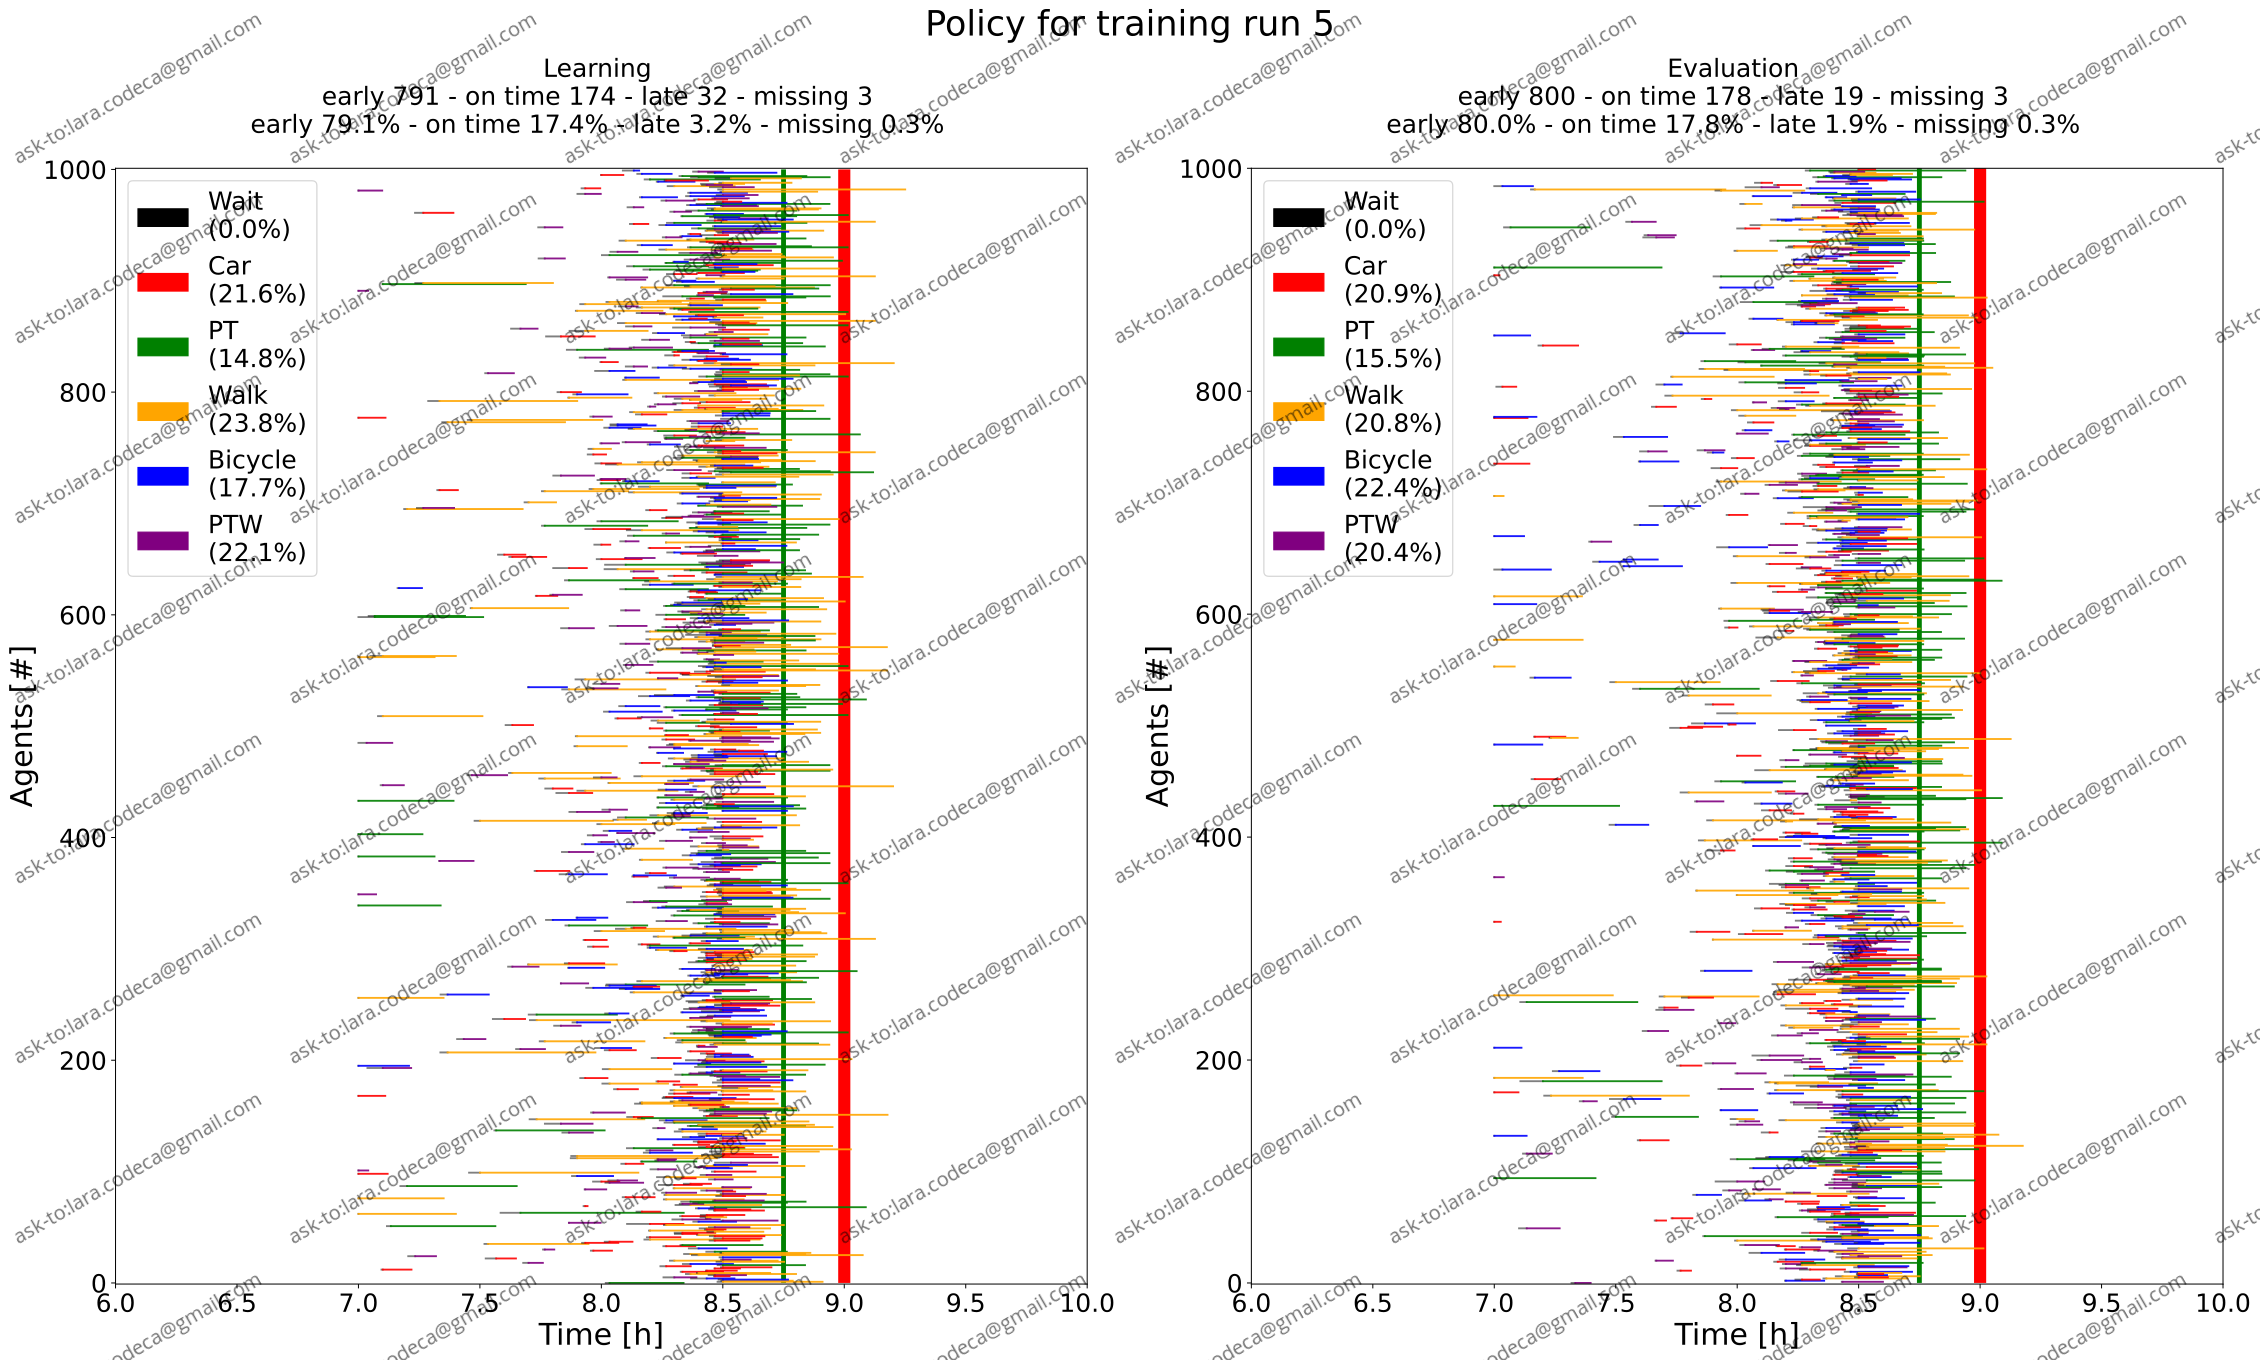 Policy for training run 5
Learning
early 791 - on time 174 - late 32 - missing 3
early 79.1% - on time 17.4% - late 3.2% - missing 0.3%
1000
800
600
400
200
0
Agents [#]
Wait
(0.0%)
Car
(21.6%)
PT
(14.8%)
Walk
(23.8%)
Bicycle
(17.7%)
PTW
(22.1%)
6.0 6.5 7.0 7.5 8.0 8.5 9.0 9.5 10.0
Time [h]
Evaluation
early 800 - on time 178 - late 19 - missing 3
early 80.0% - on time 17.8% - late 1.9% - missing 0.3%
1000
800
600
400
200
0
Agents [#]
Wait
(0.0%)
Car
(20.9%)
PT
(15.5%)
Walk
(20.8%)
Bicycle
(22.4%)
PTW
(20.4%)
6.0 6.5 7.0 7.5 8.0 8.5 9.0 9.5 10.0
Time [h]
ask-to:lara.codeca@gmail.com